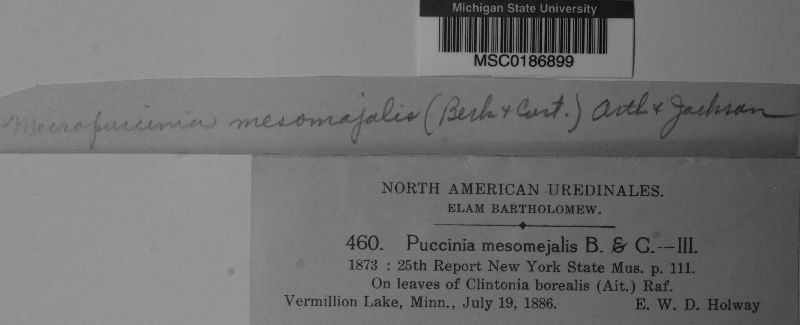 Michigan State University
MSC0186899
Micropuccinia mesomajalis (Berk & Curt.) Arth & Jackson
NORTH AMERICAN UREDINALES.
ELAM BARTHOLOMEW.
460. Puccinia mesomejalis B. & C.--III.
1873 : 25th Report New York State Mus. p. 111.
On leaves of Clintonia borealis (Ait.) Raf.
Vermillion Lake, Minn., July 19, 1886. E. W. D. Holway